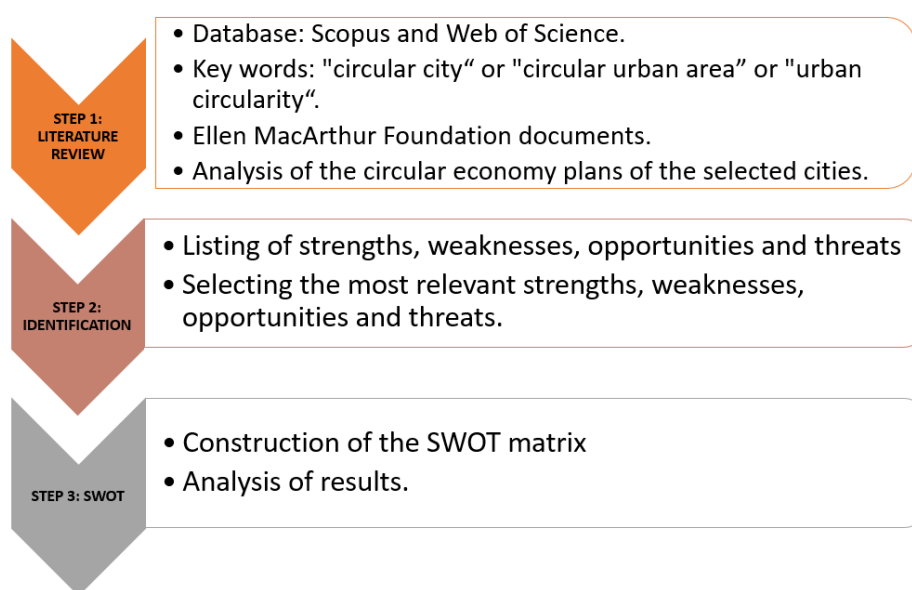 • Database: Scopus and Web of Science.
• Key words: "circular city“ or "circular urban area” or "urban
circularity“.
• Ellen MacArthur Foundation documents.
• Analysis of the circular economy plans of the selected cities.
STEP 1:
LITERATURE
REVIEW
• Listing of strengths, weaknesses, opportunities and threats
• Selecting the most relevant strengths, weaknesses,
opportunities and threats.
STEP 2:
IDENTIFICATION
• Construction of the SWOT matrix
• Analysis of results.
STEP 3: SWOT